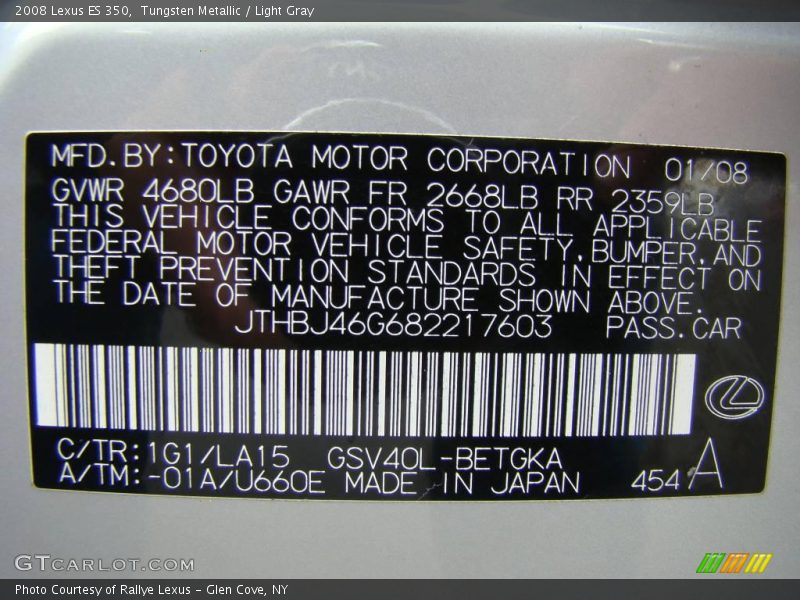 2008 Lexus ES 350, Tungsten Metallic / Light Gray
MFD.BY:TOYOTA MOTOR CORPORATION 01/08
GVWR 4680LB GAWR FR 2668LB RR 2359LB
THIS VEHICLE CONFORMS TO ALL APPLICABLE
FEDERAL MOTOR VEHICLE SAFETY,BUMPER,AND
THEFT PREVENTION STANDARDS IN EFFECT ON
THE DATE OF MANUFACTURE SHOWN ABOVE.
JTHBJ46G682217603 PASS.CAR
C/TR:1G1/LA15 GSV40L-BETGKA
A/TM:-01A/U660E MADE IN JAPAN 454 A
GTCARLOT.COM
Photo Courtesy of Rallye Lexus - Glen Cove, NY